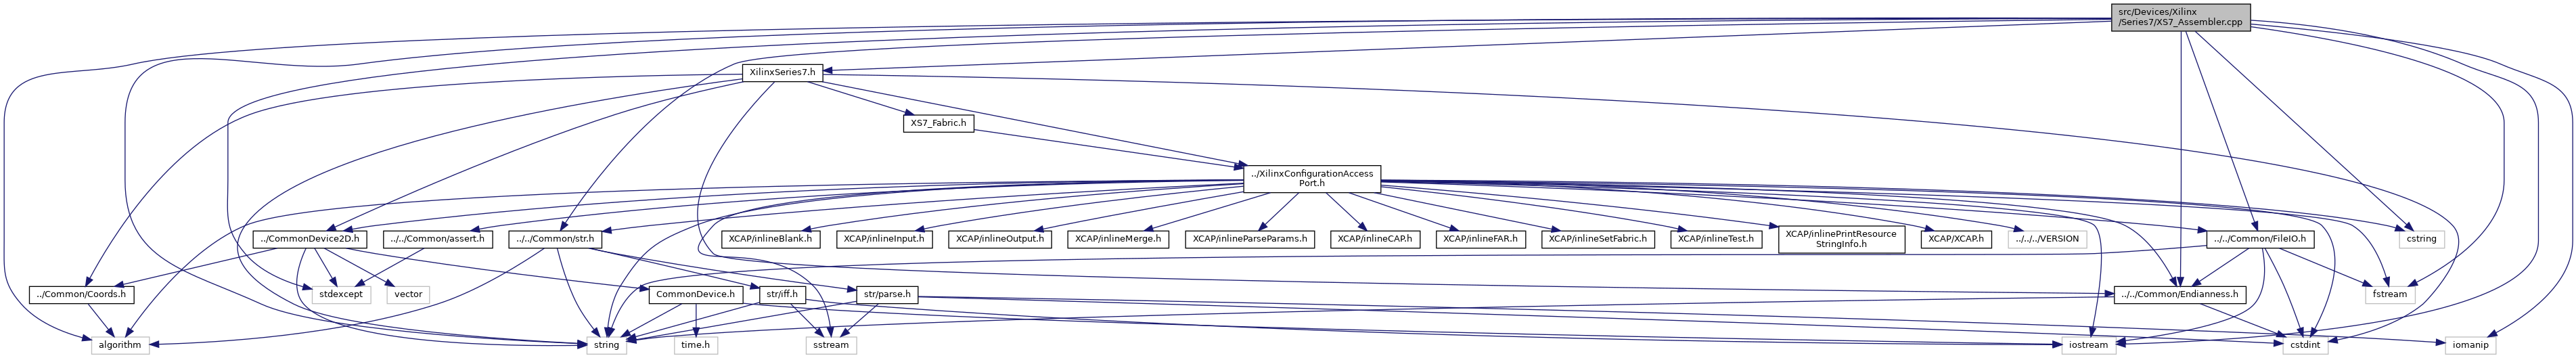 src/Devices/Xilinx
/Series7/XS7_Assembler.cpp
XilinxSeries7.h
XS7_Fabric.h
../XilinxConfigurationAccess
Port.h
../CommonDevice2D.h
../../Common/assert.h
../../Common/str.h
XCAP/inlineBlank.h
XCAP/inlineInput.h
XCAP/inlineOutput.h
XCAP/inlineMerge.h
XCAP/inlineParseParams.h
XCAP/inlineCAP.h
XCAP/inlineFAR.h
XCAP/inlineSetFabric.h
XCAP/inlineTest.h
XCAP/inlinePrintResource
StringInfo.h
XCAP/XCAP.h
../../../VERSION
../../Common/FileIO.h
cstring
../Common/Coords.h
stdexcept
vector
CommonDevice.h
str/iff.h
str/parse.h
../../Common/Endianness.h
fstream
algorithm
string
time.h
sstream
iostream
cstdint
iomanip